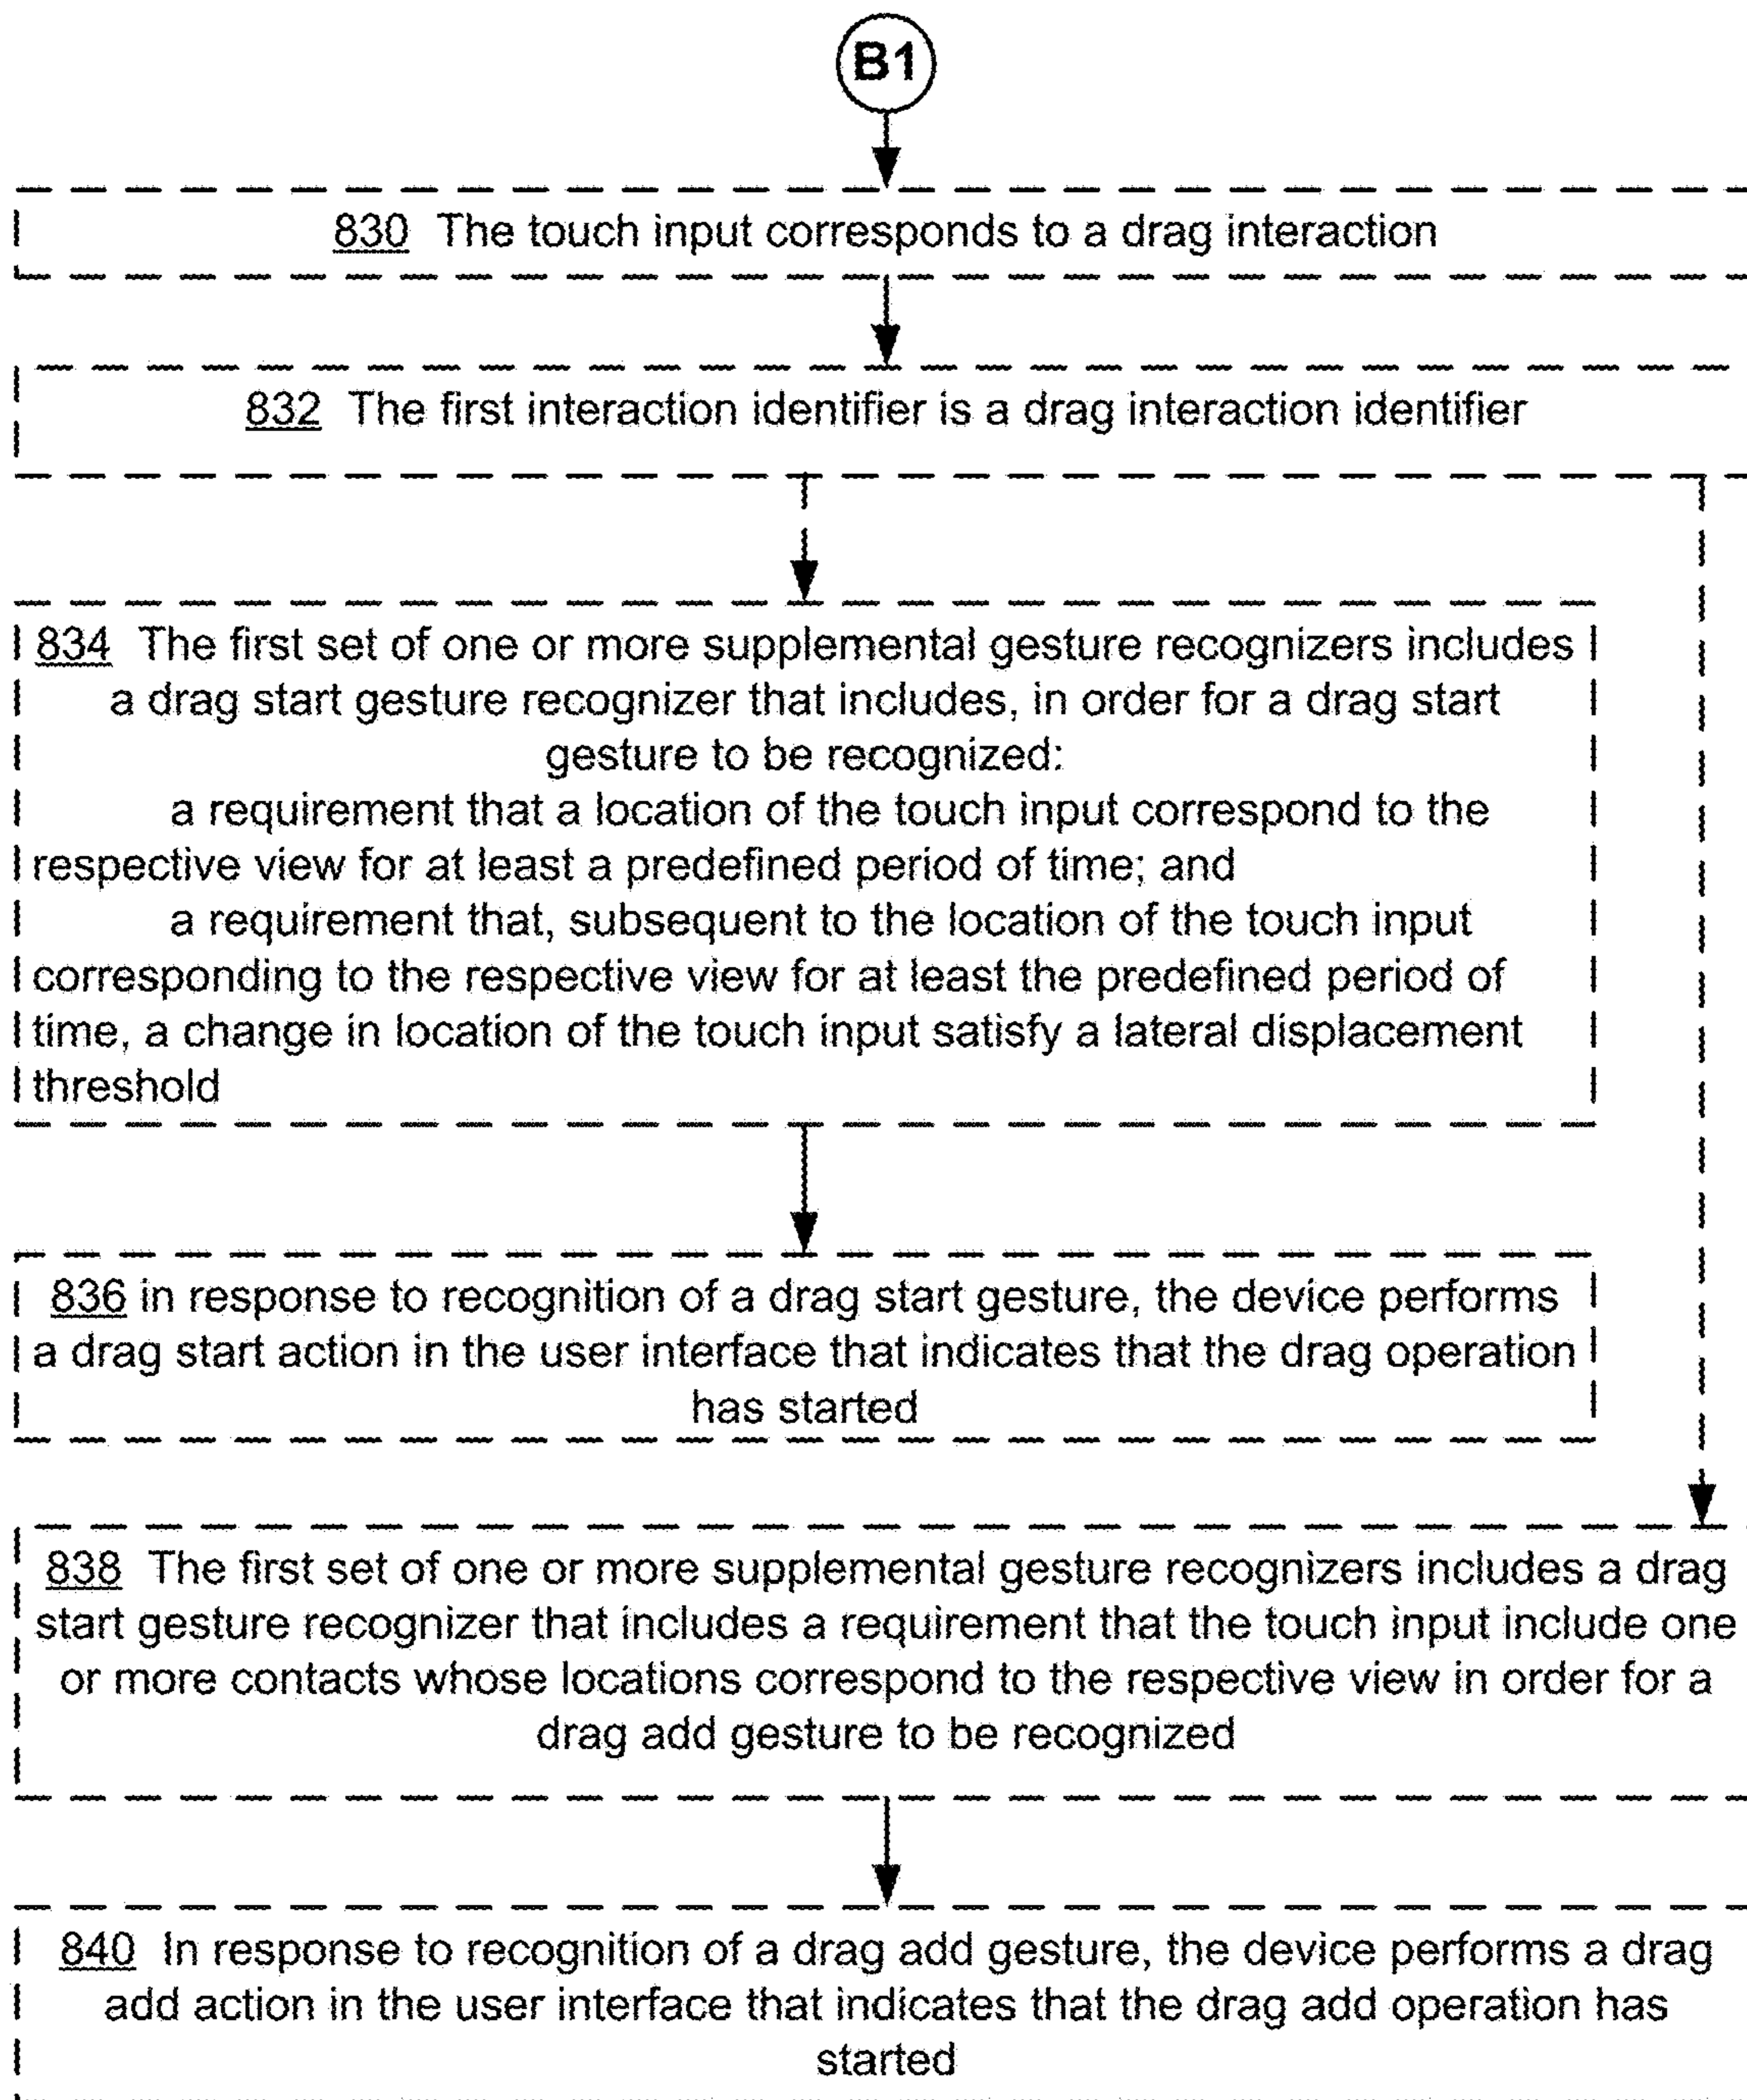 B1
830 The touch input corresponds to a drag interaction
832 The first interaction identifier is a drag interaction identifier
834 The first set of one or more supplemental gesture recognizers includes
a drag start gesture recognizer that includes, in order for a drag start
gesture to be recognized:
a requirement that a location of the touch input correspond to the
respective view for at least a predefined period of time; and
a requirement that, subsequent to the location of the touch input
corresponding to the respective view for at least the predefined period of
time, a change in location of the touch input satisfy a lateral displacement
threshold
836 in response to recognition of a drag start gesture, the device performs
a drag start action in the user interface that indicates that the drag operation
has started
838 The first set of one or more supplemental gesture recognizers includes a drag
start gesture recognizer that includes a requirement that the touch input include one
or more contacts whose locations correspond to the respective view in order for a
drag add gesture to be recognized
840 In response to recognition of a drag add gesture, the device performs a drag
add action in the user interface that indicates that the drag add operation has
started